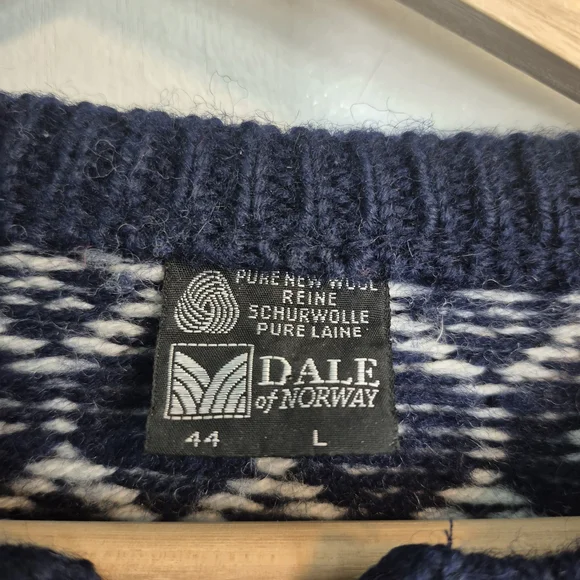 PURE NEW WOOL
REINE
SCHURWOLLE
PURE LAINE
DALE
of NORWAY
44 L